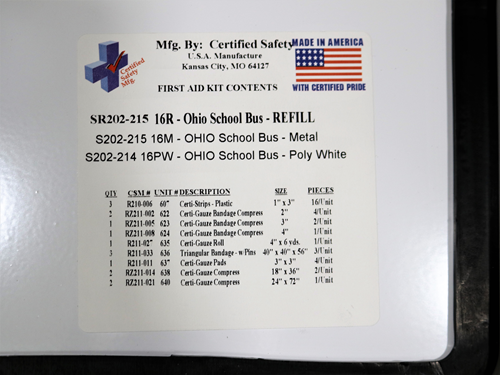 Certified
Safety
Mfg.
Mfg. By: Certified Safety
U.S.A. Manufacture
Kansas City, MO 64127
MADE IN AMERICA
WITH CERTIFIED PRIDE
FIRST AID KIT CONTENTS
SR202-215 16R - Ohio School Bus - REFILL
S202-215 16M - OHIO School Bus - Metal
S202-214 16PW - OHIO School Bus - Poly White
QTY CSM # UNIT # DESCRIPTION SIZE PIECES
3 R210-006 607 Certi-Strips - Plastic 1" x 3" 16/Unit
2 RZ211-002 622 Certi-Gauze Bandage Compress 2" 4/Unit
1 RZ211-005 623 Certi-Gauze Bandage Compress 3" 2/Unit
1 RZ211-008 624 Certi-Gauze Bandage Compress 4" 1/Unit
1 R211-027 635 Certi-Gauze Roll 4" x 6 yds. 1/Unit
3 R211-033 636 Triangular Bandage - w/Pins 40" x 40" x 56" 3/Unit
1 R211-011 637 Certi-Gauze Pads 3" x 3" 4/Unit
2 RZ211-014 638 Certi-Gauze Compress 18" x 36" 2/Unit
2 RZ211-021 640 Certi-Gauze Compress 24" x 72" 1/Unit